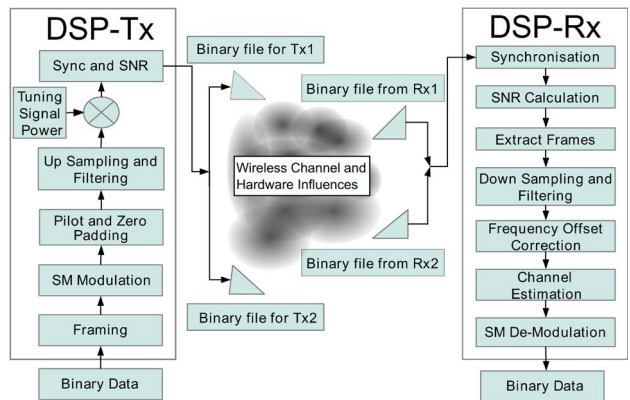 DSP-Tx
Sync and SNR
Tuning
Signal
Power
Up Sampling and
Filtering
Pilot and Zero
Padding
SM Modulation
Framing
Binary Data
Binary file for Tx1
Binary file for Tx2
Wireless Channel and
Hardware Influences
Binary file from Rx1
Binary file from Rx2
DSP-Rx
Synchronisation
SNR Calculation
Extract Frames
Down Sampling and
Filtering
Frequency Offset
Correction
Channel
Estimation
SM De-Modulation
Binary Data